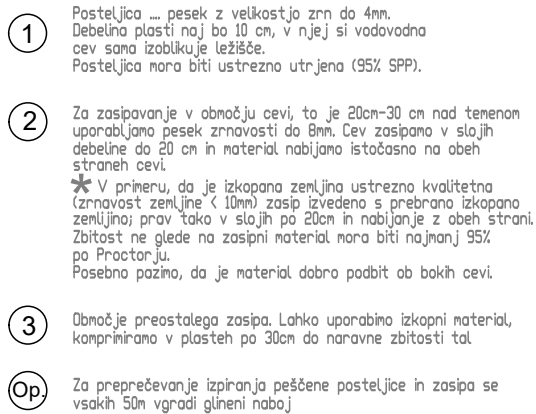 1
Posteljica .... pesek z velikostjo zrn do 4mm.
Debelina plasti naj bo 10 cm, v njej si vodovodna
cev sama izoblikuje ležišče.
Posteljica mora biti ustrezno utrjena (95% SPP).
2
Za zasipavanje v območju cevi, to je 20cm-30 cm nad temenom
uporabljamo pesek zrnavosti do 8mm. Cev zasipamo v slojih
debeline do 20 cm in material nabijamo istočasno na obeh
straneh cevi.
* V primeru, da je izkopana zemljina ustrezno kvalitetna
(zrnavost zemljine < 10mm) zasip izvedeno s prebrano izkopano
zemlijino; prav tako v slojih po 20cm in nabijanje z obeh strani.
Zbitost ne glede na zasipni material mora biti najmanj 95%
po Proctorju.
Posebno pazimo, da je material dobro podbit ob bokih cevi.
3
Območje preostalega zasipa. Lahko uporabimo izkopni material,
komprimiramo v plasteh po 30cm do naravne zbitosti tal
Op.
Za preprečevanje izpiranja peščene posteljice in zasipa se
vsakih 50m vgradi glineni naboj